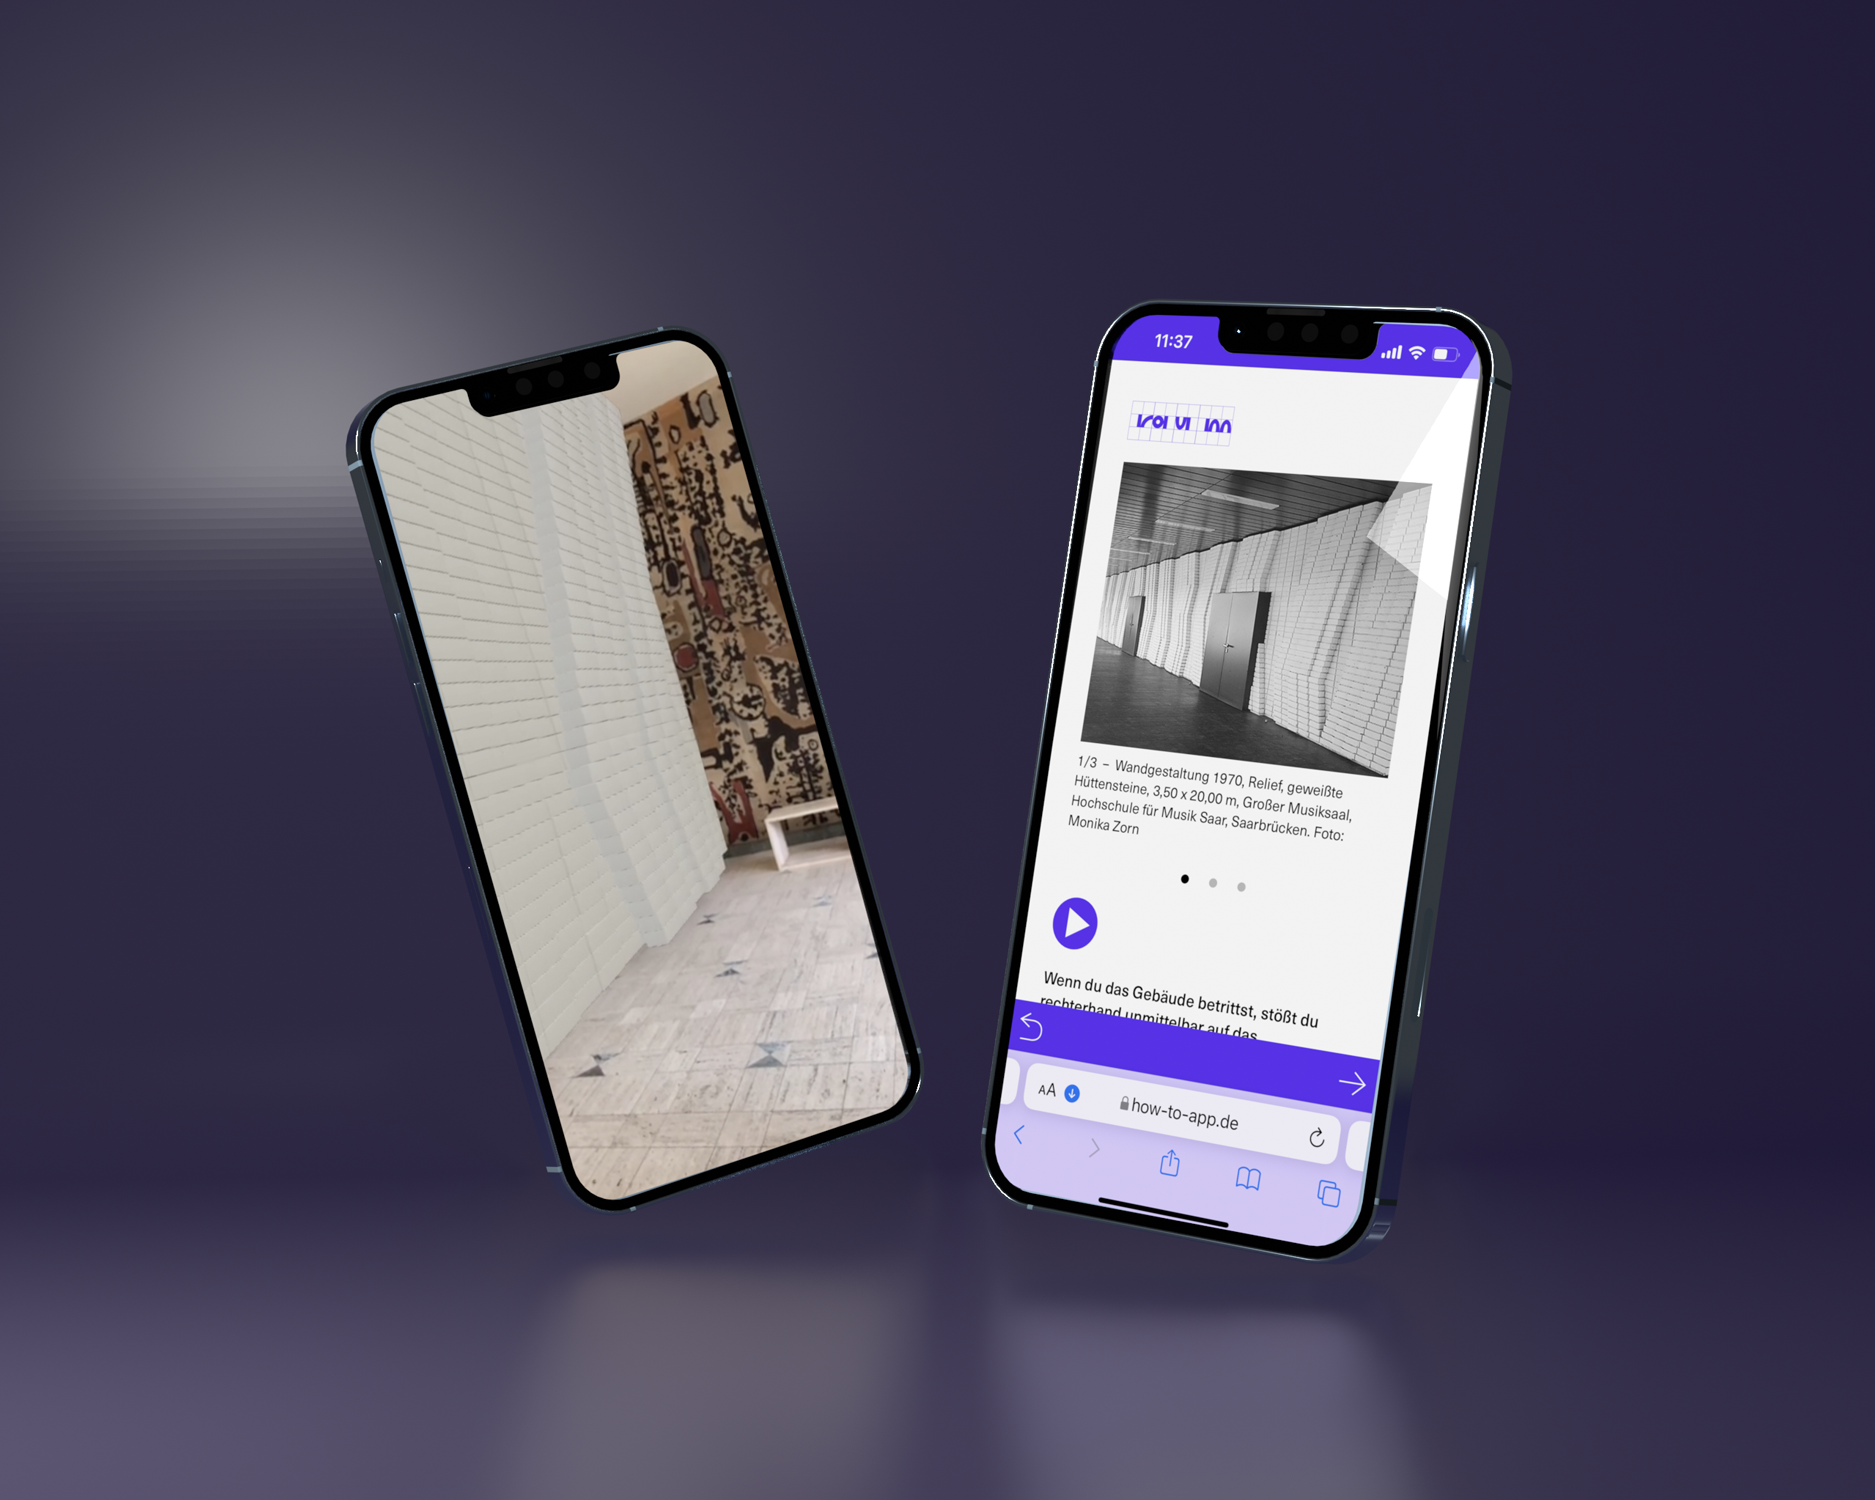 11:37
1/3 – Wandgestaltung 1970, Relief, geweißte
Hüttensteine, 3,50 x 20,00 m, Großer Musiksaal,
Hochschule für Musik Saar, Saarbrücken. Foto:
Monika Zorn
Wenn du das Gebäude betrittst, stößt du
rechterhand unmittelbar auf das
AA
how-to-app.de